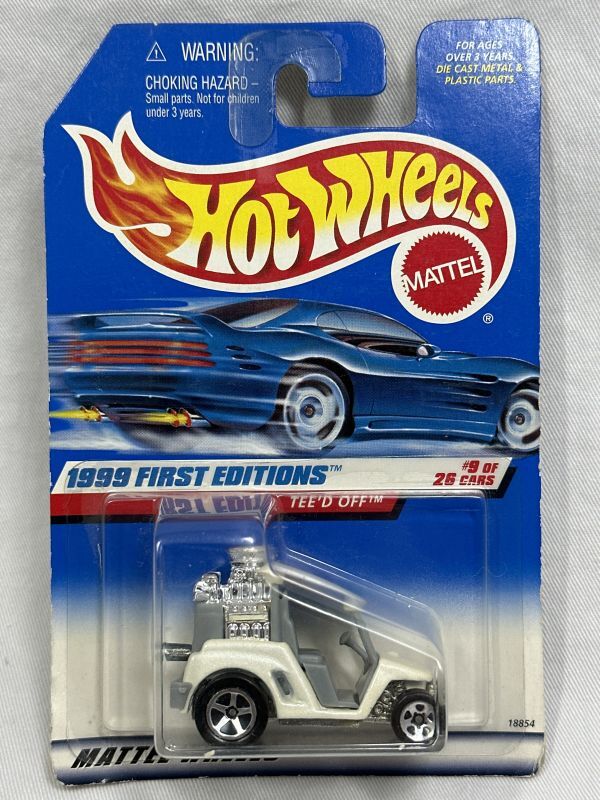 WARNING:
CHOKING HAZARD –
Small parts. Not for children
under 3 years.
FOR AGES
OVER 3 YEARS.
DIE CAST METAL &
PLASTIC PARTS.
HOT WHEELS
MATTEL
®
1999 FIRST EDITIONS™
#9 OF
26 CARS
TEE'D OFF™
18854
MATTEL